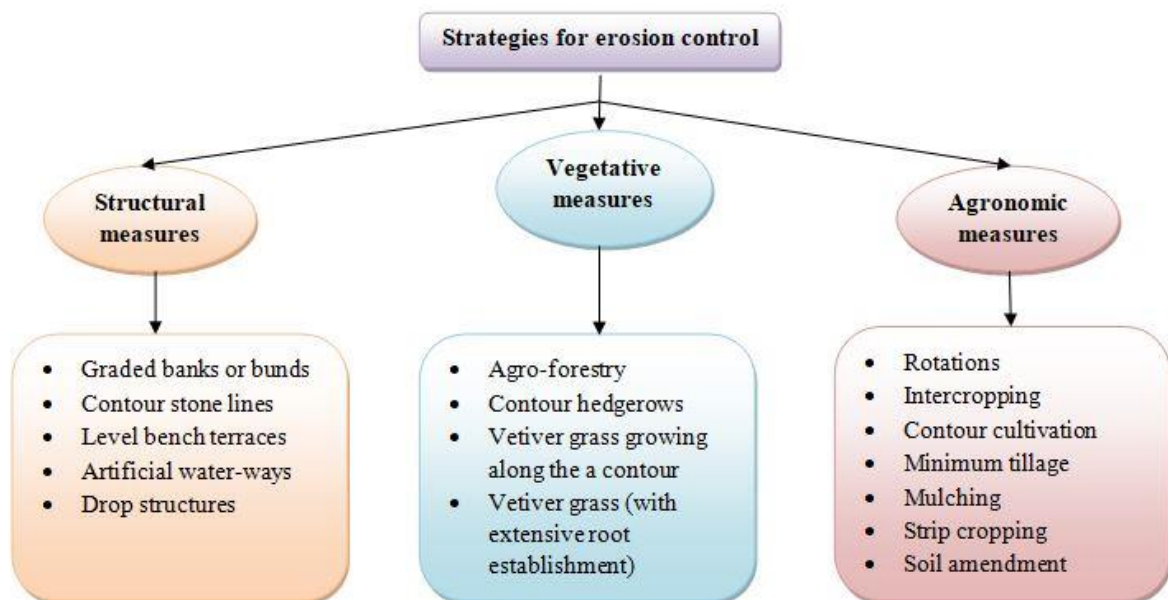 Strategies for erosion control
Structural
measures
Vegetative
measures
Agronomic
measures
• Graded banks or bunds
• Contour stone lines
• Level bench terraces
• Artificial water-ways
• Drop structures
• Agro-forestry
• Contour hedgerows
• Vetiver grass growing
along the a contour
• Vetiver grass (with
extensive root
establishment)
• Rotations
• Intercropping
• Contour cultivation
• Minimum tillage
• Mulching
• Strip cropping
• Soil amendment